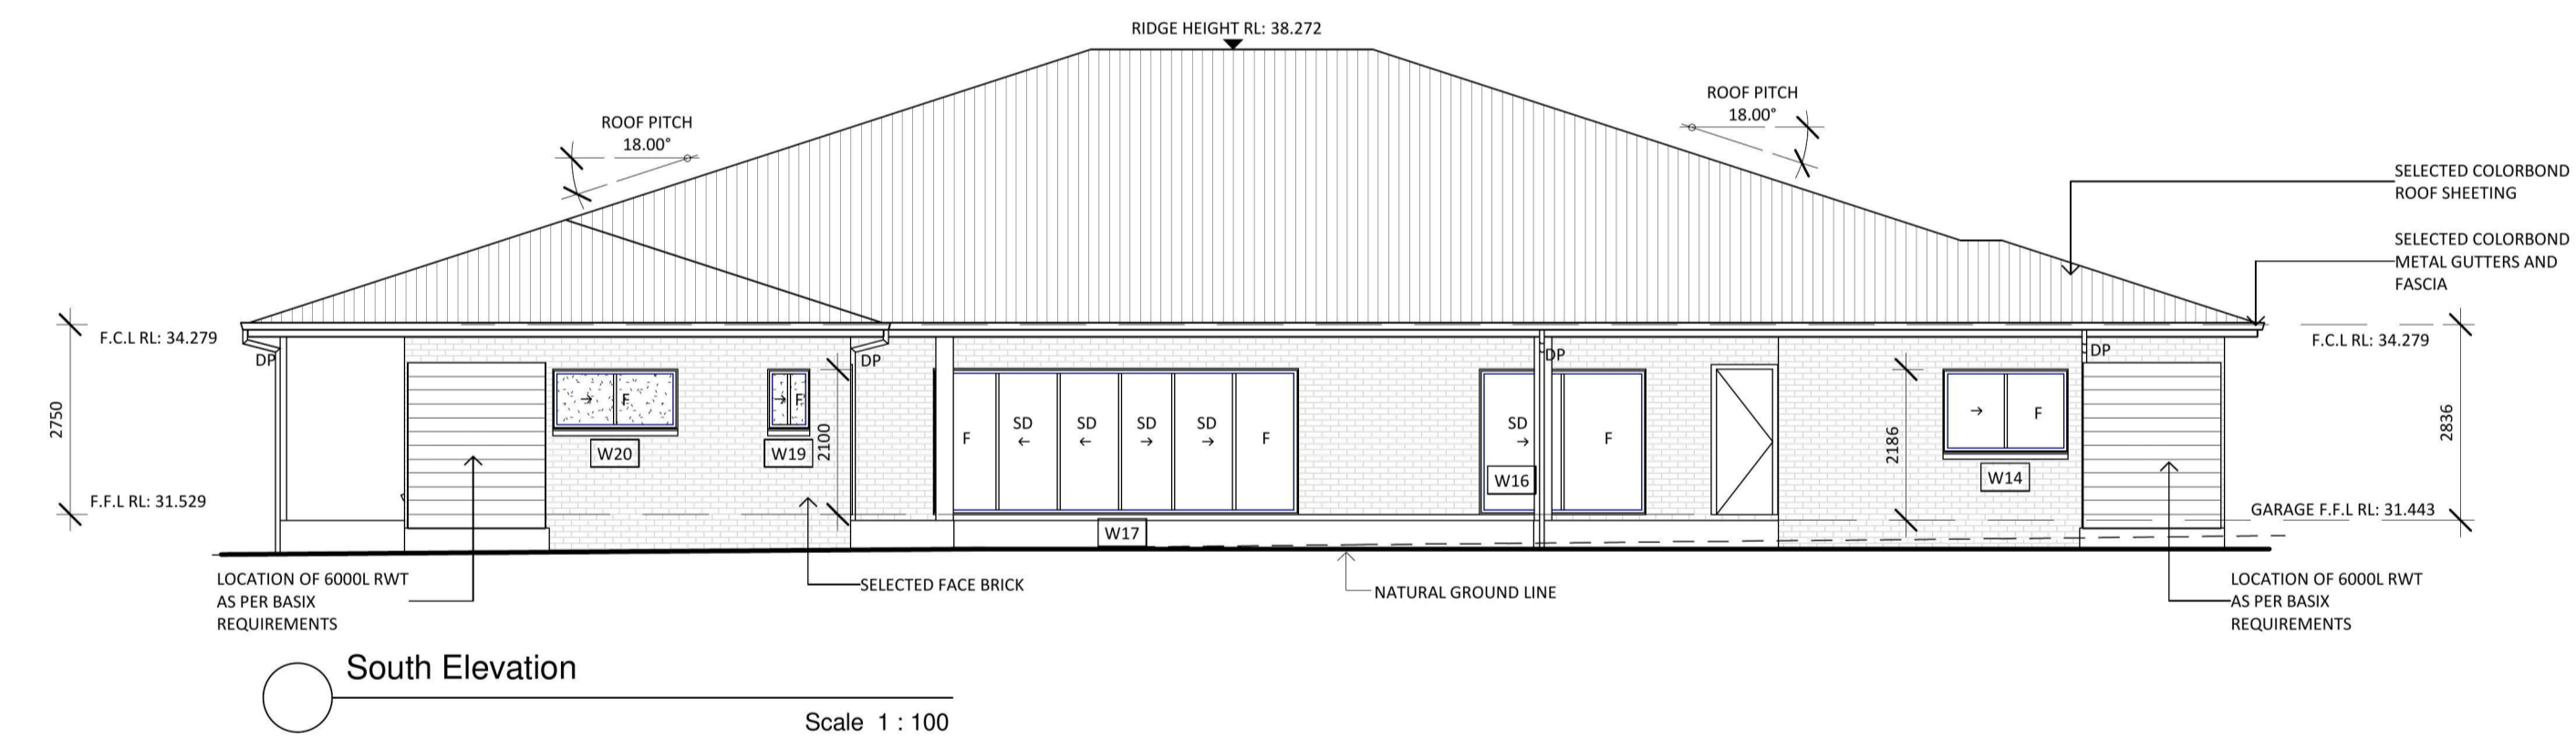 RIDGE HEIGHT RL: 38.272
ROOF PITCH
18.00°
ROOF PITCH
18.00°
SELECTED COLORBOND
ROOF SHEETING
SELECTED COLORBOND
METAL GUTTERS AND
FASCIA
F.C.L RL: 34.279
F.C.L RL: 34.279
DP
DP
DP
DP
2750
2836
F
W20
F
W19
2100
F
SD
SD
SD
SD
F
SD
F
W16
2186
F
W14
F.F.L RL: 31.529
GARAGE F.F.L RL: 31.443
W17
LOCATION OF 6000L RWT
AS PER BASIX
REQUIREMENTS
SELECTED FACE BRICK
NATURAL GROUND LINE
LOCATION OF 6000L RWT
AS PER BASIX
REQUIREMENTS
South Elevation
Scale 1 : 100